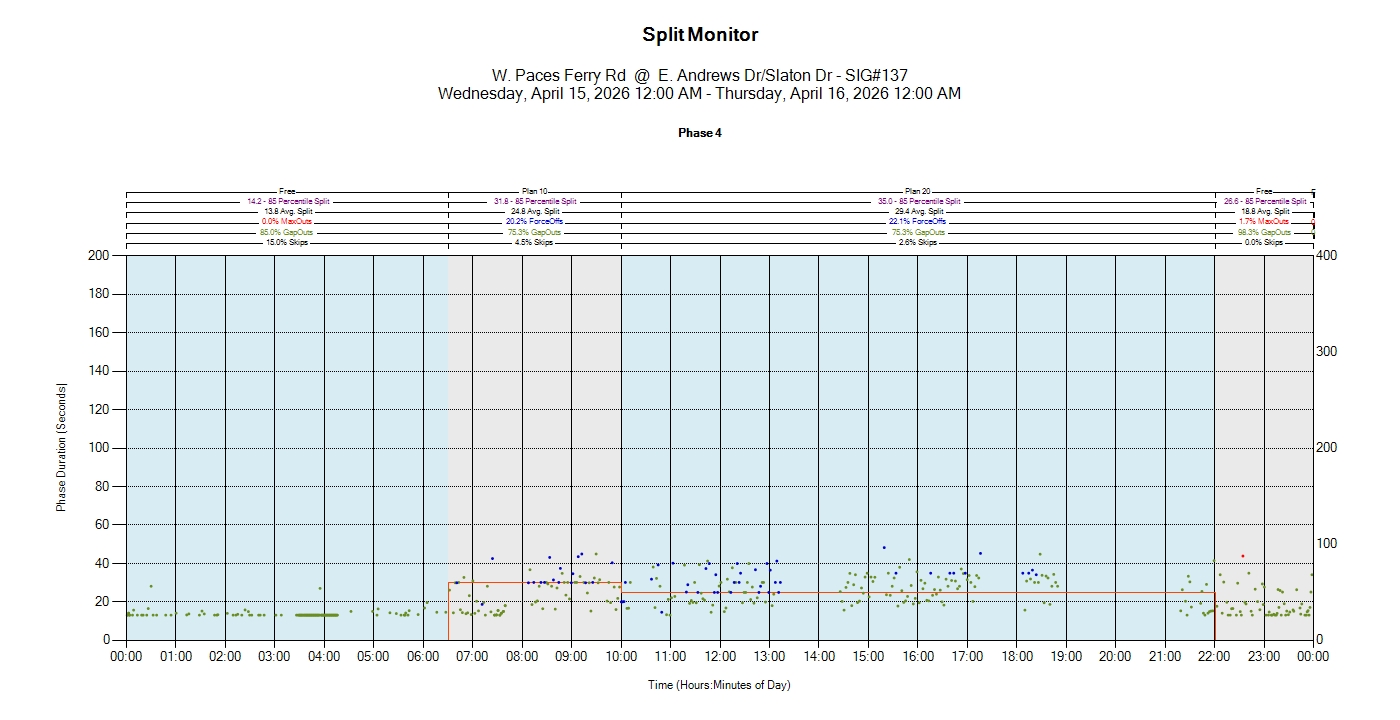 Split Monitor
W. Paces Ferry Rd @ E. Andrews Dr/Slaton Dr - SIG#137
Wednesday, April 15, 2026 12:00 AM - Thursday, April 16, 2026 12:00 AM
Phase 4
Free Plan 10 Plan 20 Free F
14.2 - 85 Percentile Split 31.8 - 85 Percentile Split 35.0 - 85 Percentile Split 26.6 - 85 Percentile Split
13.8 Avg. Split 24.8 Avg. Split 29.4 Avg. Split 18.8 Avg. Split
0.0% MaxOuts 20.2% ForceOffs 22.1% ForceOffs 1.7% MaxOuts
85.0% GapOuts 75.3% GapOuts 75.3% GapOuts 98.3% GapOuts
15.0% Skips 4.5% Skips 2.6% Skips 0.0% Skips
200 400
180
160
300
140
120
100 200
80
60
100
40
20
0 0
Phase Duration (Seconds)
00:00 01:00 02:00 03:00 04:00 05:00 06:00 07:00 08:00 09:00 10:00 11:00 12:00 13:00 14:00 15:00 16:00 17:00 18:00 19:00 20:00 21:00 22:00 23:00 00:00
Time (Hours:Minutes of Day)